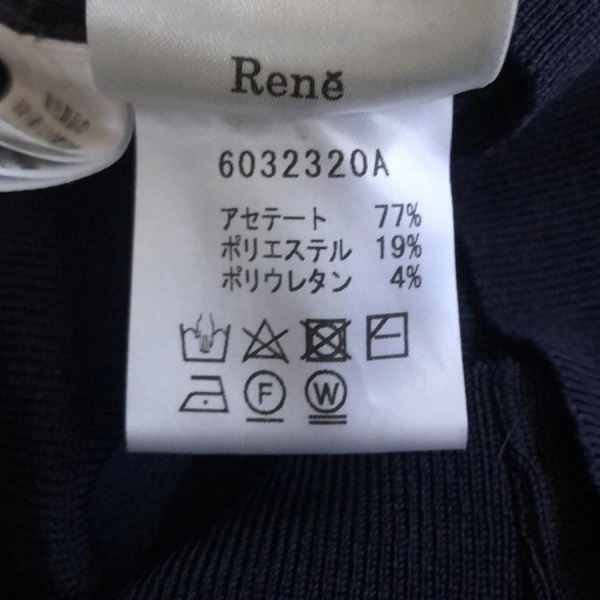 René
6032320A
アセテート 77%
ポリエステル 19%
ポリウレタン 4%
F W